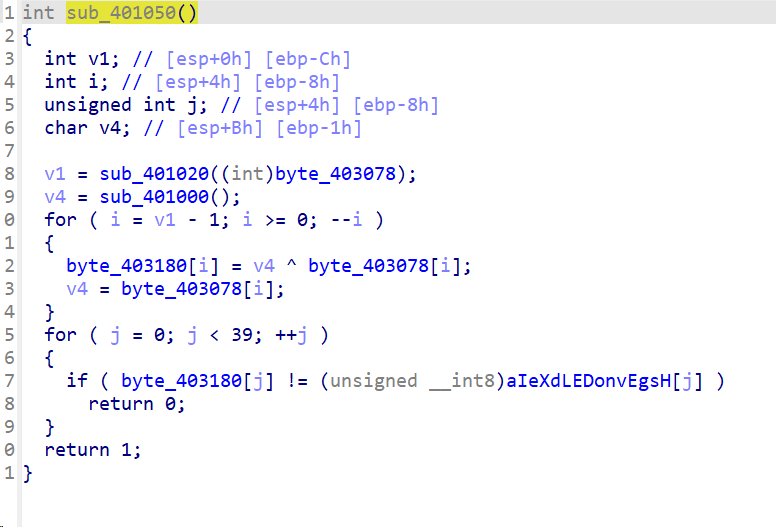 1 int sub_401050()
2 {
3 int v1; // [esp+0h] [ebp-Ch]
4 int i; // [esp+4h] [ebp-8h]
5 unsigned int j; // [esp+4h] [ebp-8h]
6 char v4; // [esp+Bh] [ebp-1h]
7
8 v1 = sub_401020((int)byte_403078);
9 v4 = sub_401000();
0 for ( i = v1 - 1; i >= 0; --i )
1 {
2 byte_403180[i] = v4 ^ byte_403078[i];
3 v4 = byte_403078[i];
4 }
5 for ( j = 0; j < 39; ++j )
6 {
7 if ( byte_403180[j] != (unsigned __int8)aIeXdLEDonvEgsH[j] )
8 return 0;
9 }
0 return 1;
1 }